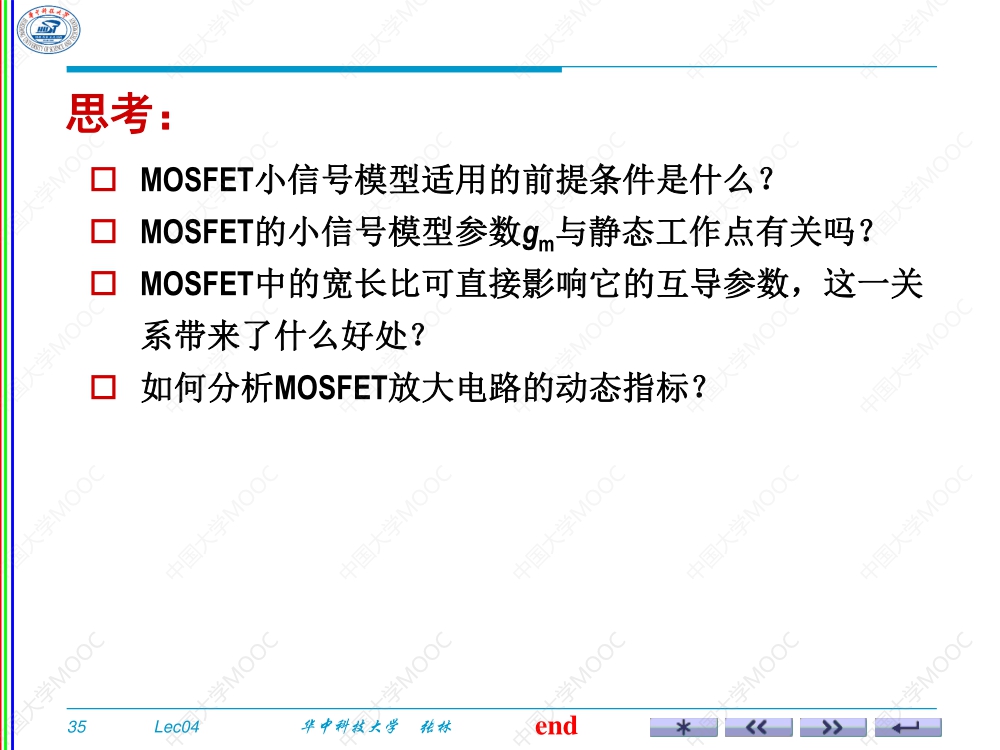 思考：
MOSFET小信号模型适用的前提条件是什么？
MOSFET的小信号模型参数gm与静态工作点有关吗？
MOSFET中的宽长比可直接影响它的互导参数，这一关
系带来了什么好处？
如何分析MOSFET放大电路的动态指标？
35 Lec04 华中科技大学 张林 end
中国大学MOOC